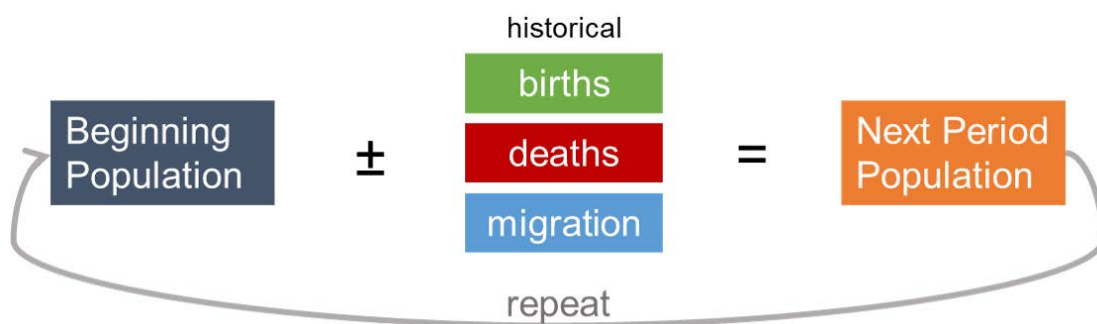 historical
births
Beginning
Population
±
deaths
=
Next Period
Population
migration
repeat